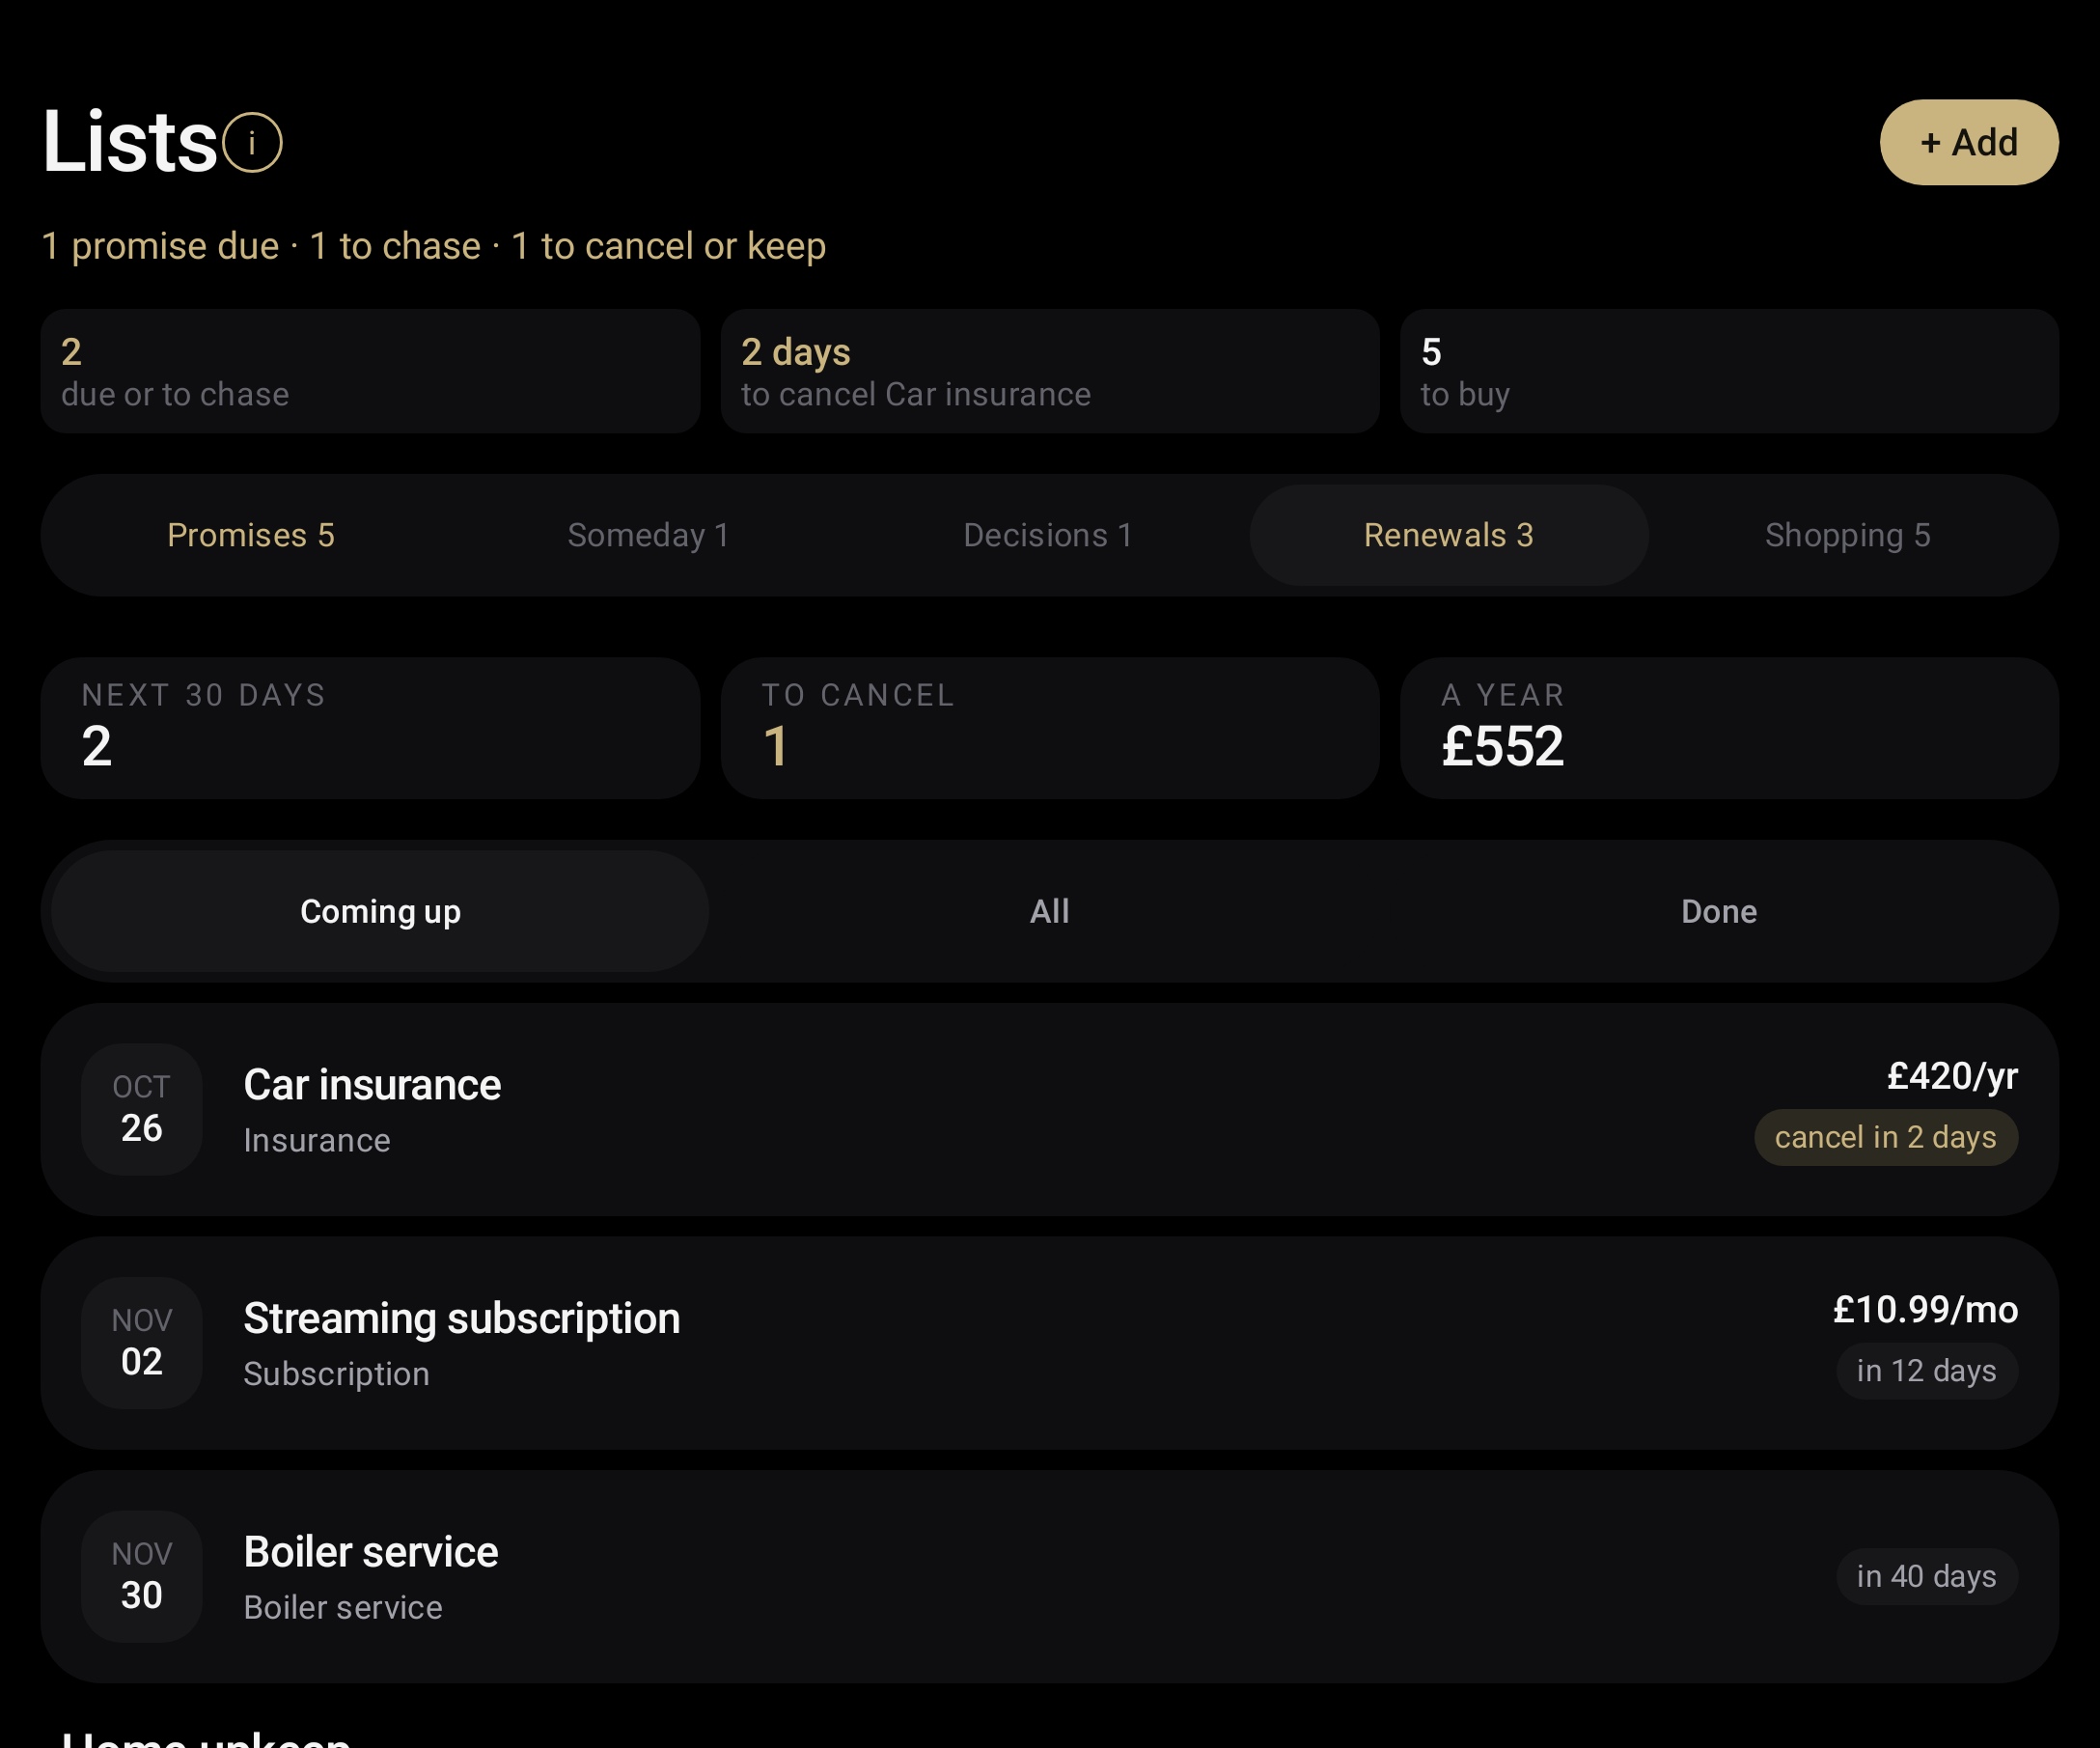 Lists i
+ Add
1 promise due · 1 to chase · 1 to cancel or keep
2
due or to chase
2 days
to cancel Car insurance
5
to buy
Promises 5
Someday 1
Decisions 1
Renewals 3
Shopping 5
NEXT 30 DAYS
2
TO CANCEL
1
A YEAR
£552
Coming up
All
Done
OCT
26
Car insurance
Insurance
£420/yr
cancel in 2 days
NOV
02
Streaming subscription
Subscription
£10.99/mo
in 12 days
NOV
30
Boiler service
Boiler service
in 40 days
Home upkeep